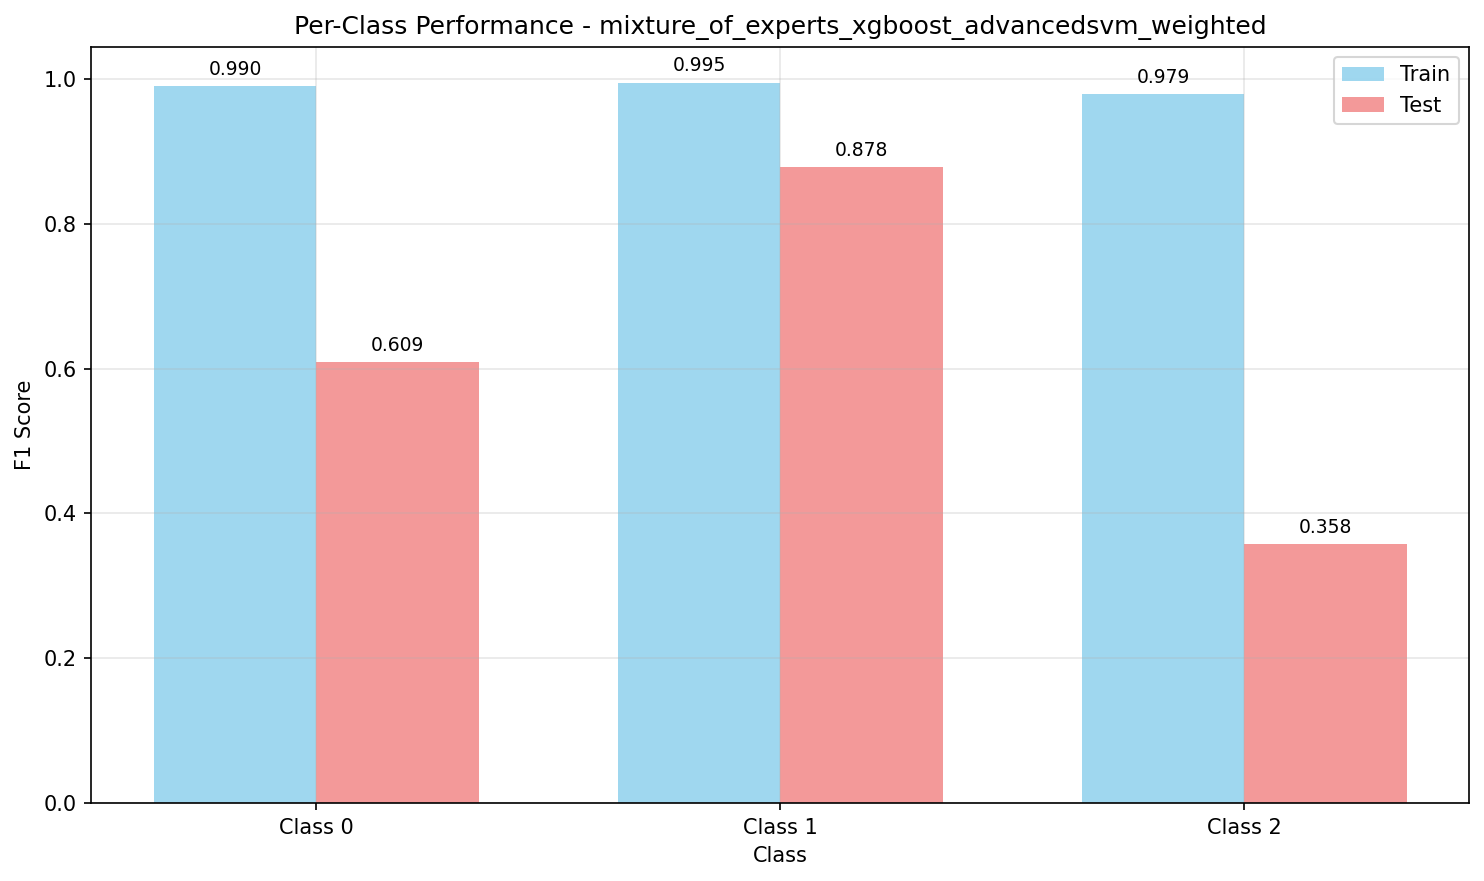 Per-Class Performance - mixture_of_experts_xgboost_advancedsvm_weighted
Train
Test
F1 Score
1.0
0.8
0.6
0.4
0.2
0.0
0.990
0.609
0.995
0.878
0.979
0.358
Class 0
Class 1
Class 2
Class